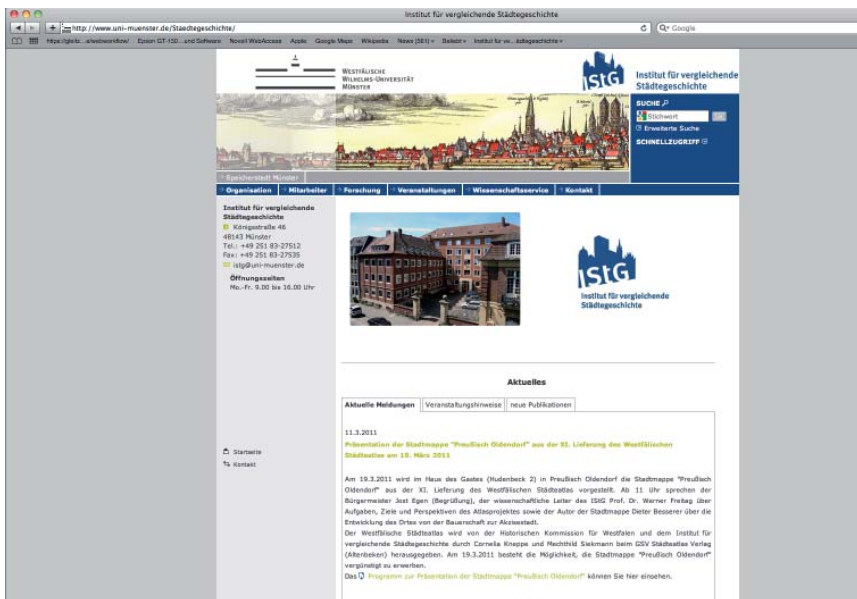 Institut für vergleichende Städtegeschichte
http://www.uni-muenster.de/Staedtegeschichte/
Google
Novell WebAccess Apple Google Maps Wikipedia News (561) Beliebt
WESTFÄLISCHE
WILHELMS-UNIVERSITÄT
MÜNSTER
IStG
Institut für vergleichende
Städtegeschichte
SUCHE
Stichwort
Erweiterte Suche
SCHNELLZUGRIFF
Speicherstadt Münster
Organisation Mitarbeiter Forschung Veranstaltungen Wissenschaftsservice Kontakt
Institut für vergleichende
Städtegeschichte
Königsstraße 46
48143 Münster
Tel.: +49 251 83-27512
Fax: +49 251 83-27535
istg@uni-muenster.de
Öffnungszeiten
Mo.-Fr. 9.00 bis 16.00 Uhr
IStG
Institut für vergleichende
Städtegeschichte
Aktuelles
Aktuelle Meldungen Veranstaltungshinweise neue Publikationen
11.3.2011
Präsentation der Stadtmappe "Preußisch Oldendorf" aus der XI. Lieferung des Westfälischen
Städteatlas am 19. März 2011
Startseite
Kontakt
Am 19.3.2011 wird im Haus des Gastes (Hudenbeck 2) in Preußisch Oldendorf die Stadtmappe "Preußisch
Oldendorf" aus der XI. Lieferung des Westfälischen Städteatlas vorgestellt. Ab 11 Uhr sprechen der
Bürgermeister Jost Egen (Begrüßung), der wissenschaftliche Leiter des IStG Prof. Dr. Werner Freitag über
Aufgaben, Ziele und Perspektiven des Atlasprojektes sowie der Autor der Stadtmappe Dieter Besserer über die
Entwicklung des Ortes von der Bauerschaft zur Akzisestadt.
Der Westfälische Städteatlas wird von der Historischen Kommission für Westfalen und dem Institut für
vergleichende Städtegeschichte durch Cornelia Kneppe und Mechthild Siekmann beim GSV Städteatlas Verlag
(Altenbeken) herausgegeben. Am 19.3.2011 besteht die Möglichkeit, die Stadtmappe "Preußisch Oldendorf"
vergünstigt zu erwerben.
Das Programm zur Präsentation der Stadtmappe "Preußisch Oldendorf" können Sie hier einsehen.